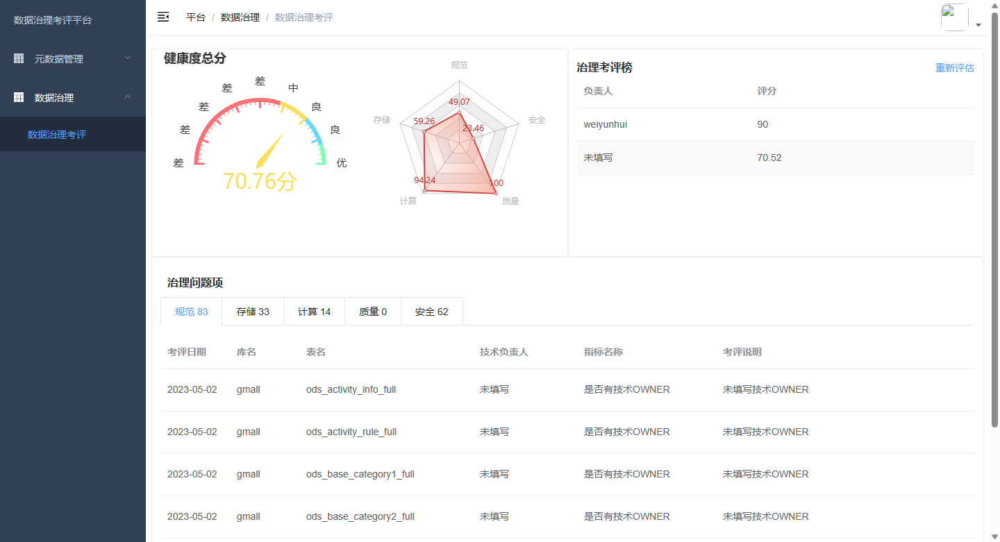 数据治理考评平台
元数据管理
数据治理
数据治理考评
平台 / 数据治理 / 数据治理考评
健康度总分
差
差
差
差
差
中
良
良
优
70.76分
规范
存储
安全
计算
质量
49.07
59.26
23.46
94.24
100
治理考评榜
重新评估
负责人 评分
weiyunhui 90
未填写 70.52
治理问题项
规范 83 存储 33 计算 14 质量 0 安全 62
考评日期 库名 表名 技术负责人 指标名称 考评说明
2023-05-02 gmall ods_activity_info_full 未填写 是否有技术OWNER 未填写技术OWNER
2023-05-02 gmall ods_activity_rule_full 未填写 是否有技术OWNER 未填写技术OWNER
2023-05-02 gmall ods_base_category1_full 未填写 是否有技术OWNER 未填写技术OWNER
2023-05-02 gmall ods_base_category2_full 未填写 是否有技术OWNER 未填写技术OWNER